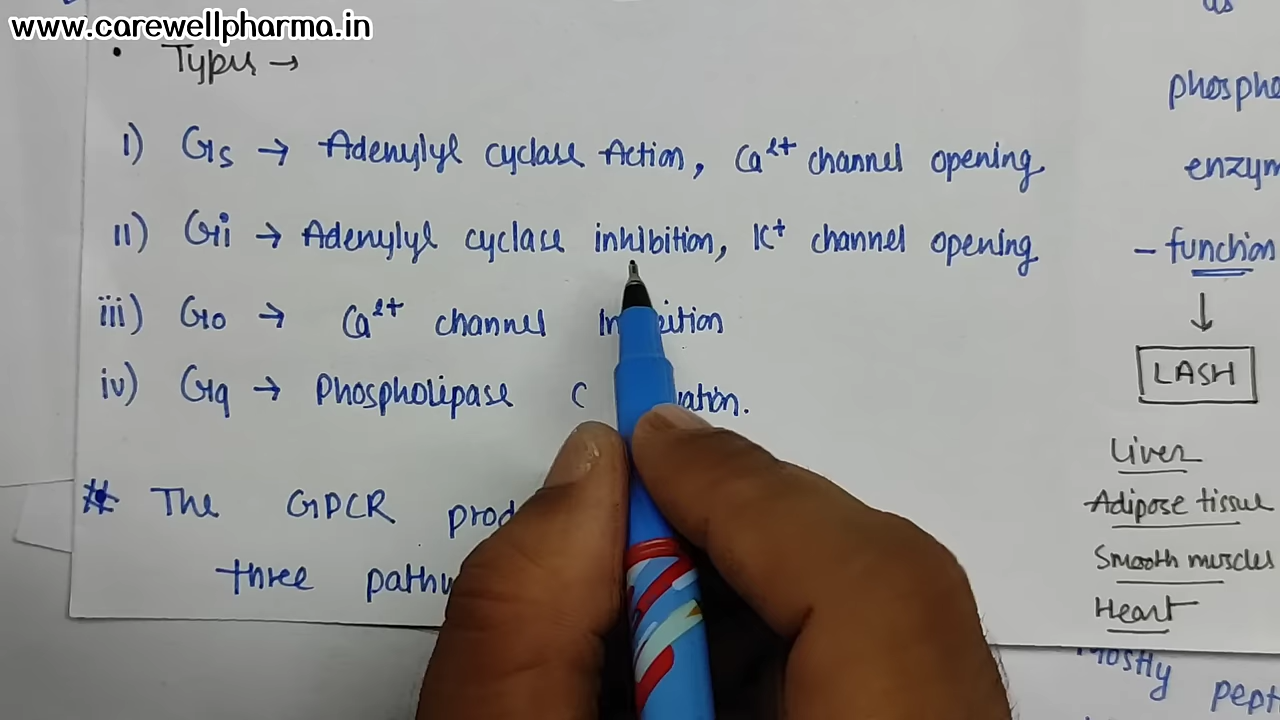 www.carewellpharma.in
• Types →
i) Gs → Adenylyl cyclase Action, Ca²⁺ channel opening
ii) Gi → Adenylyl cyclase inhibition, K⁺ channel opening
iii) Go → Ca²⁺ channel
iv) Gq → Phospholipase C
# The GPCR
three
as
enzym
- function
↓
LASH
Liver
Adipose tissue
Smooth muscles
Heart
Mostly